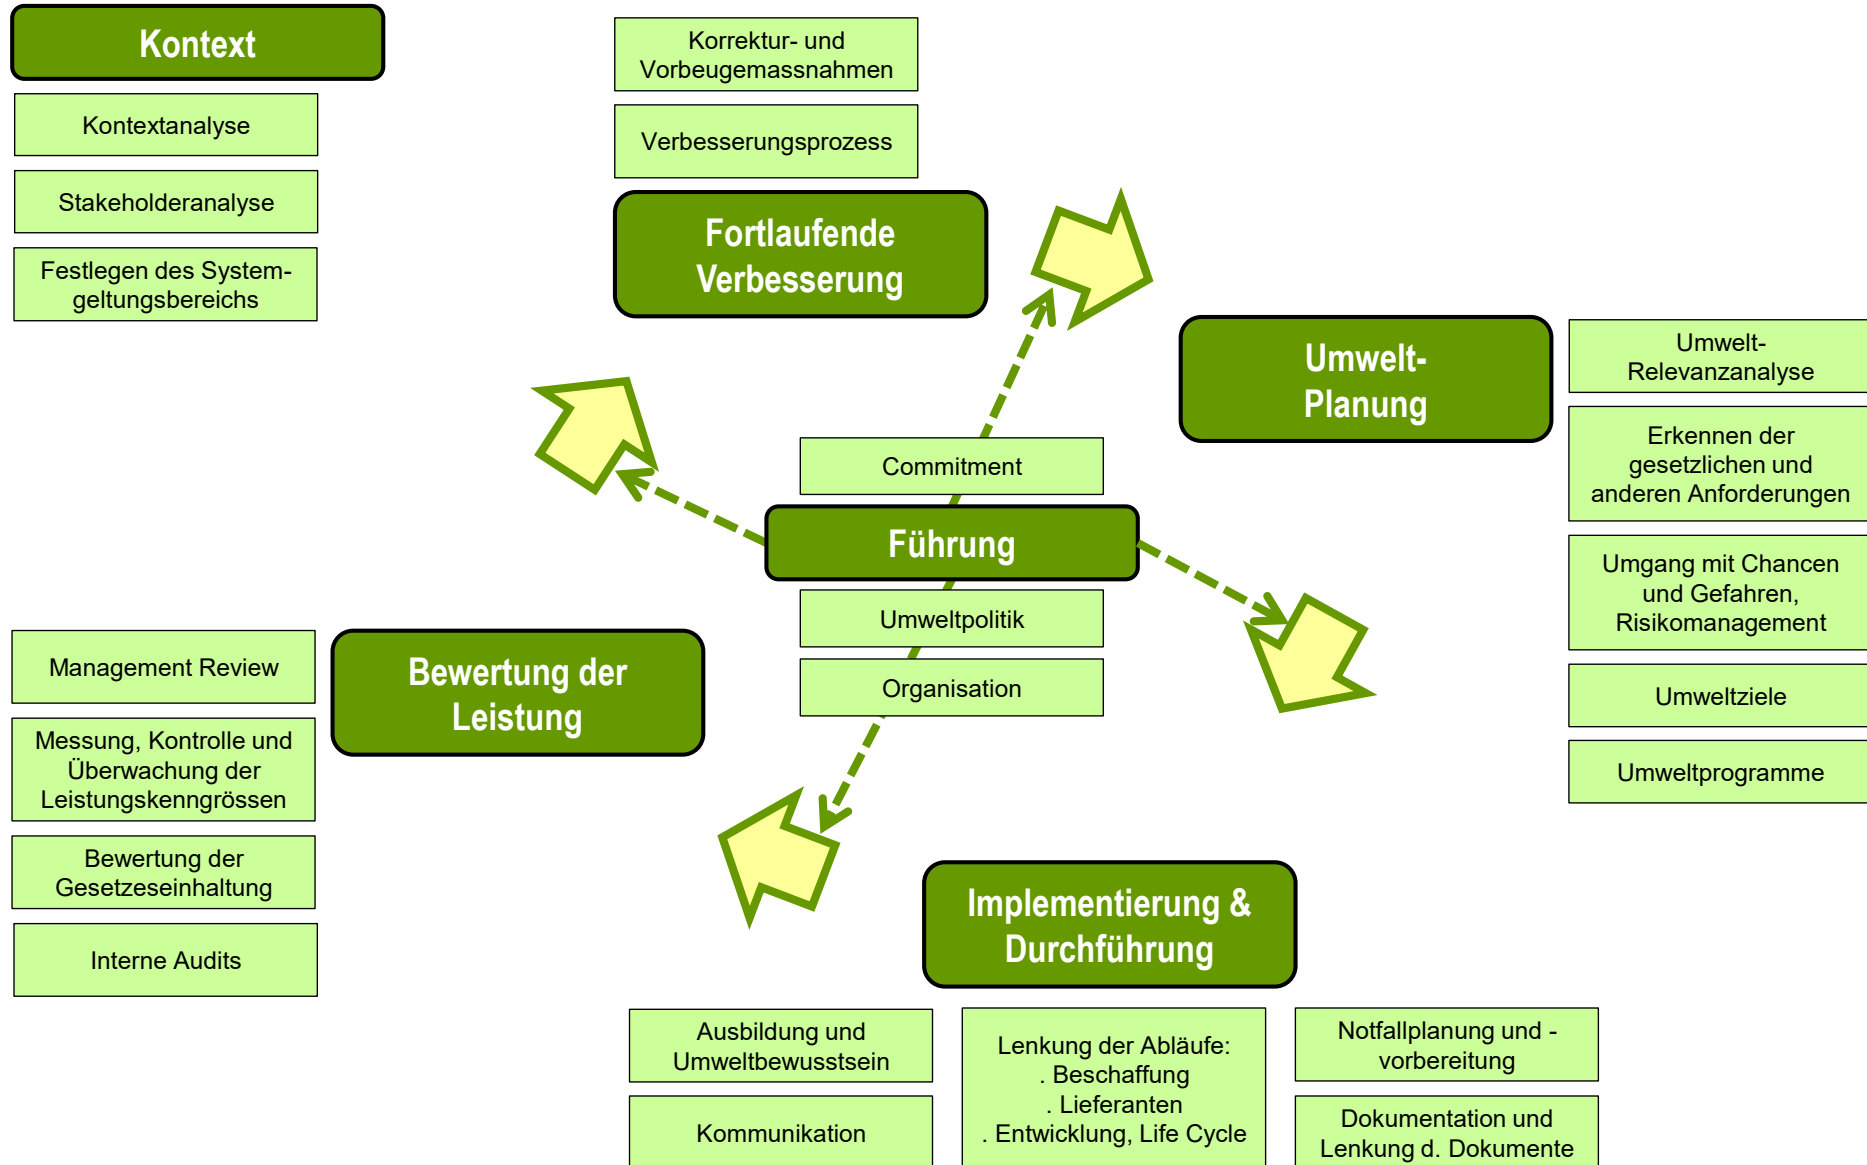 Kontext
Kontextanalyse
Stakeholderanalyse
Festlegen des System-
geltungsbereichs
Korrektur- und
Vorbeugemassnahmen
Verbesserungsprozess
Fortlaufende
Verbesserung
Umwelt-
Planung
Umwelt-
Relevanzanalyse
Erkennen der
gesetzlichen und
anderen Anforderungen
Umgang mit Chancen
und Gefahren,
Risikomanagement
Umweltziele
Umweltprogramme
Commitment
Führung
Umweltpolitik
Organisation
Bewertung der
Leistung
Management Review
Messung, Kontrolle und
Überwachung der
Leistungskenngrössen
Bewertung der
Gesetzeseinhaltung
Interne Audits
Implementierung &
Durchführung
Ausbildung und
Umweltbewusstsein
Kommunikation
Lenkung der Abläufe:
. Beschaffung
. Lieferanten
. Entwicklung, Life Cycle
Notfallplanung und -
vorbereitung
Dokumentation und
Lenkung d. Dokumente